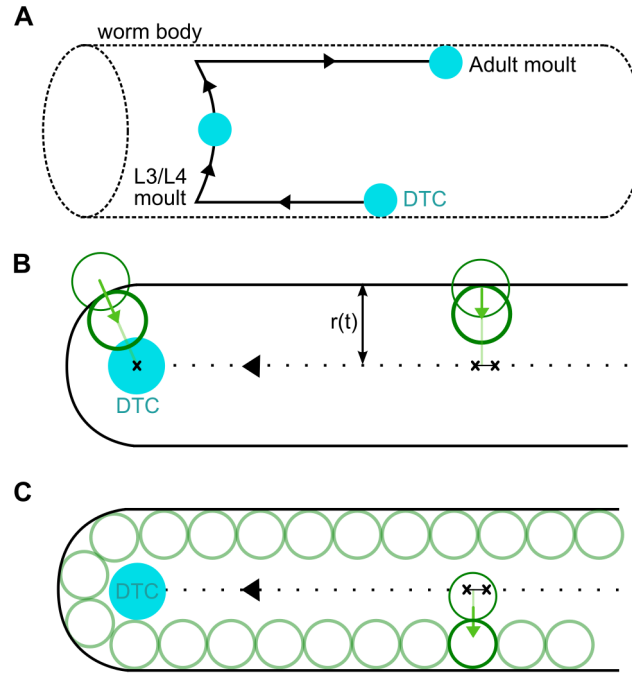 A
worm body
Adult moult
L3/L4
moult
DTC
B
r(t)
DTC
C
DTC